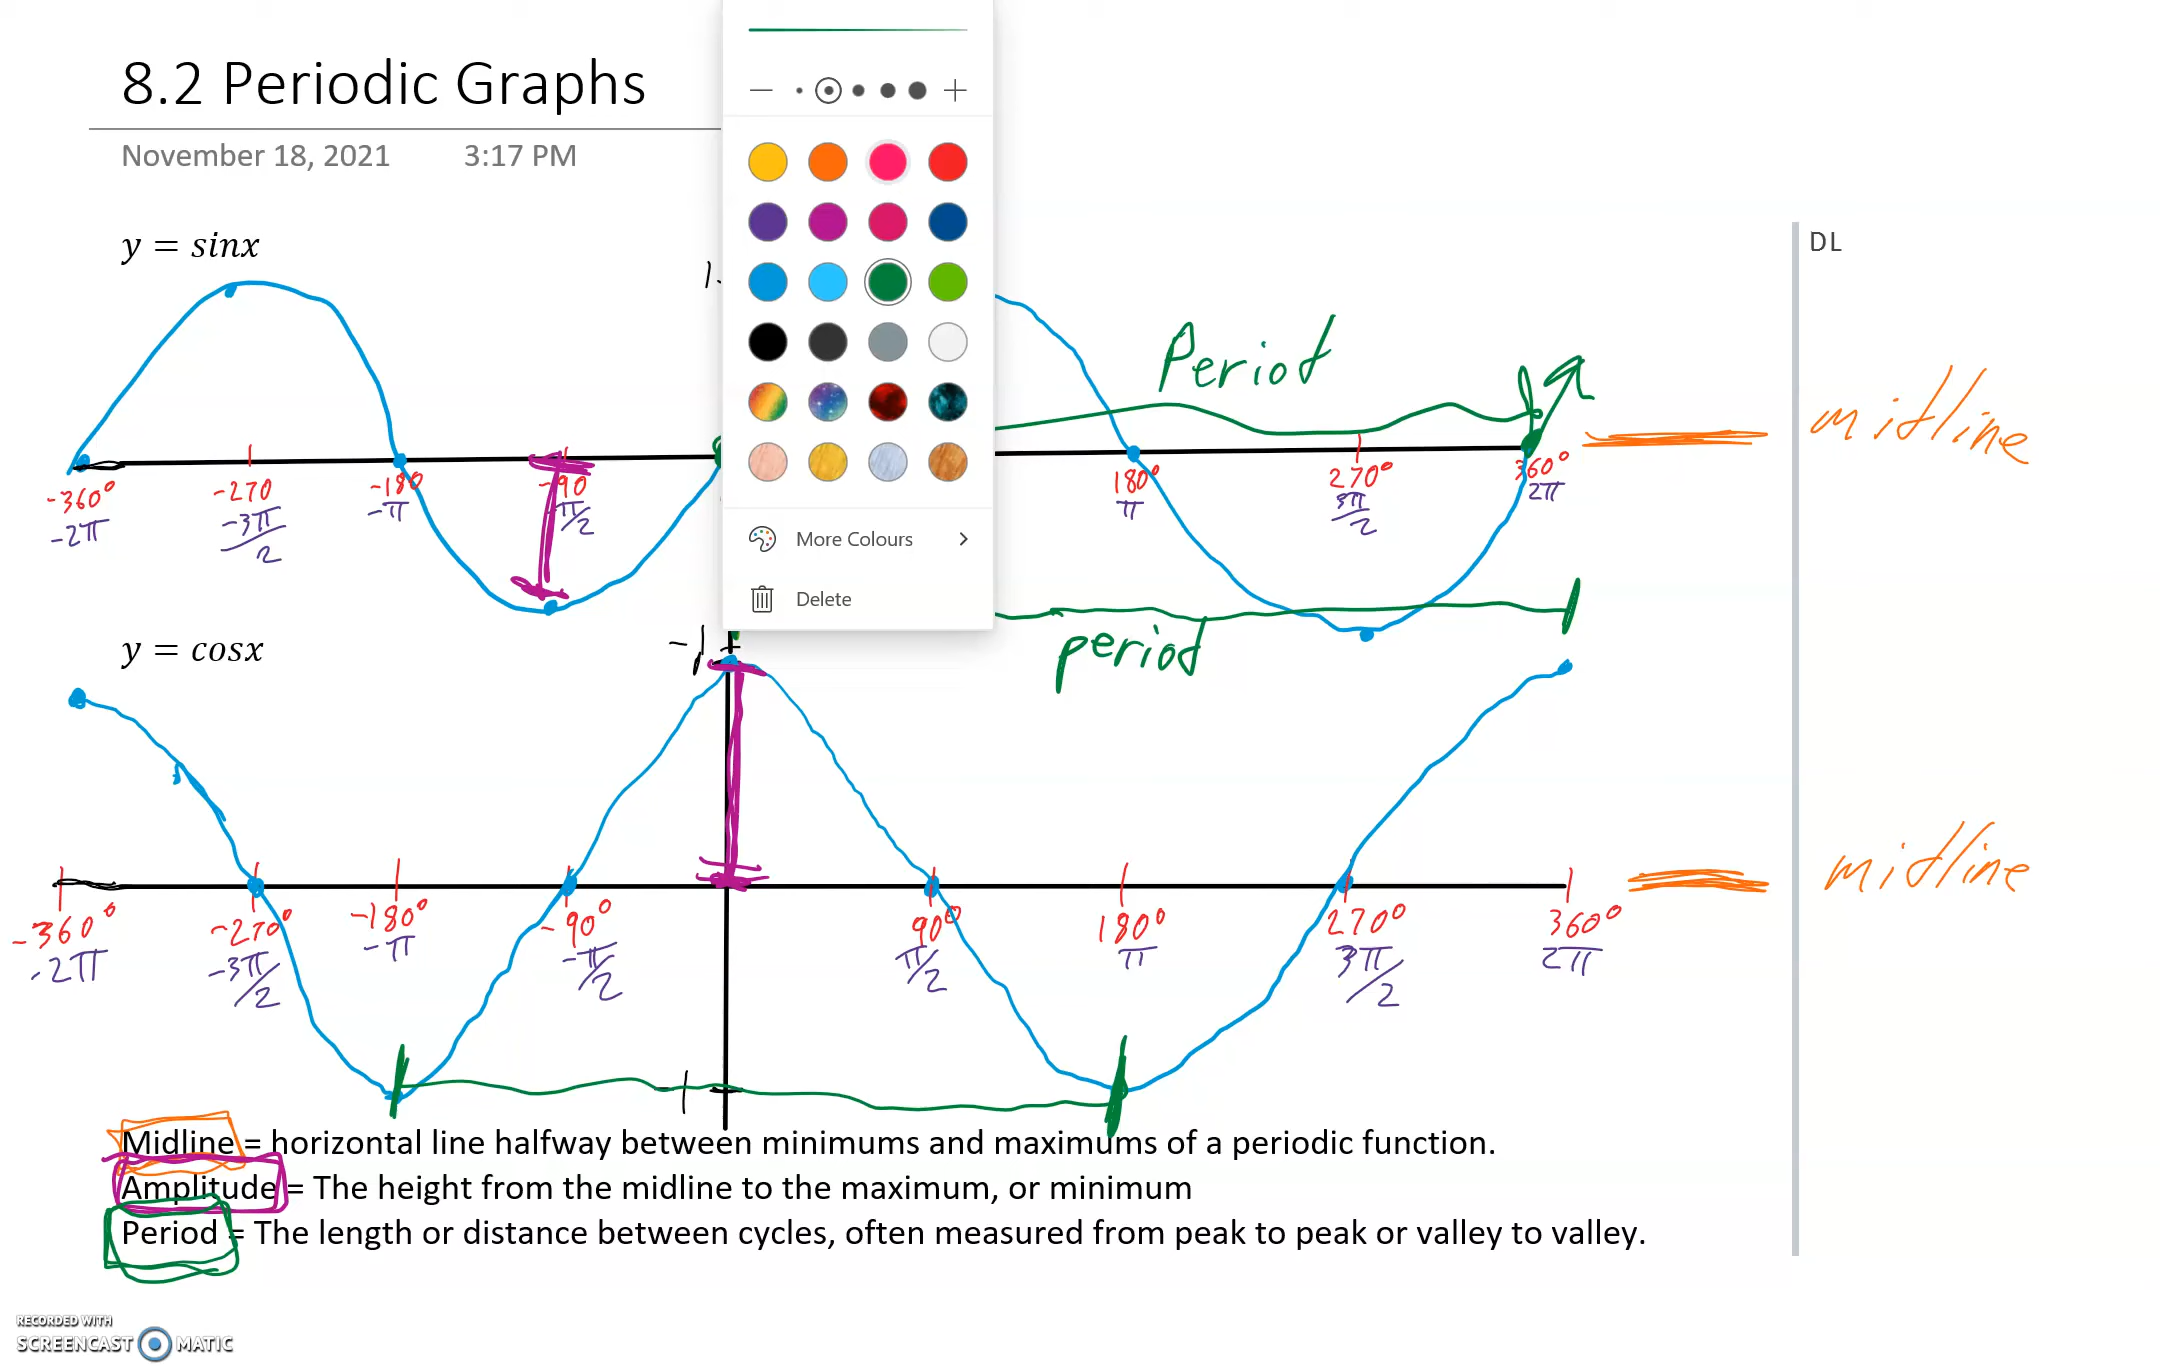 8.2 Periodic Graphs
November 18, 2021 3:17 PM
y = sinx
DL
1
Period
midline
-360° -270 -180 -90 180° 270° 360°
-2π -3π/2 -π π/2 π 3π/2 2π
More Colours
Delete
period
-1
y = cosx
midline
-360° -270° -180° -90° 90° 180° 270° 360°
-2π -3π/2 -π -π/2 π/2 π 3π/2 2π
-1
Midline = horizontal line halfway between minimums and maximums of a periodic function.
Amplitude = The height from the midline to the maximum, or minimum
Period = The length or distance between cycles, often measured from peak to peak or valley to valley.
RECORDED WITH
SCREENCAST MATIC